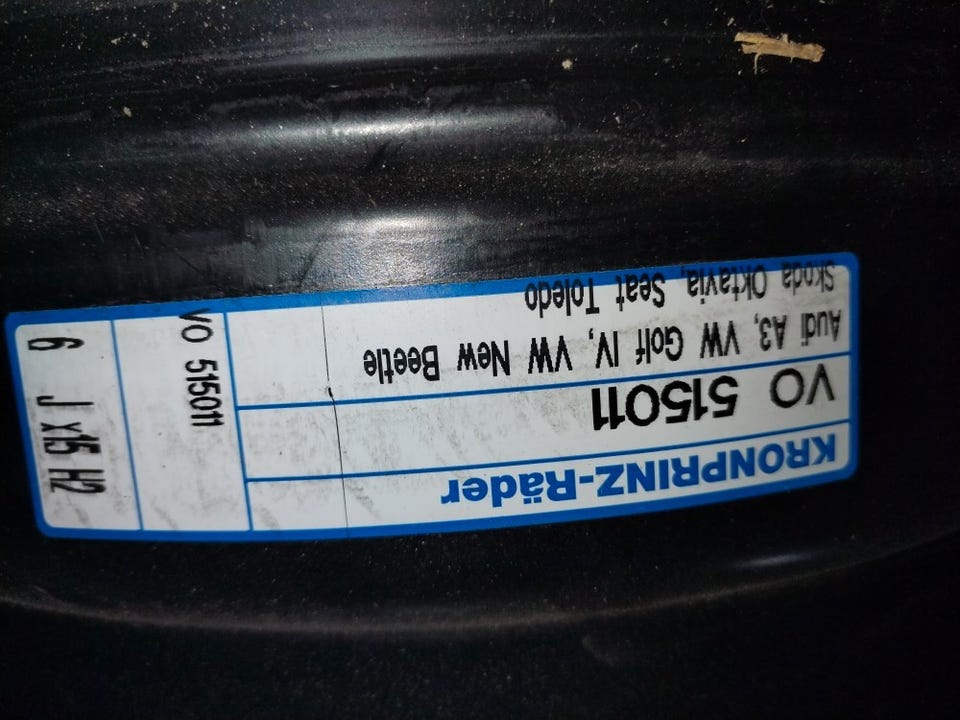 KRONPRINZ-Räder
VO 515011
Audi A3, VW Golf IV, VW New Beetle
Skoda Oktavia, Seat Toledo
VO 515011
6 J x15 H2